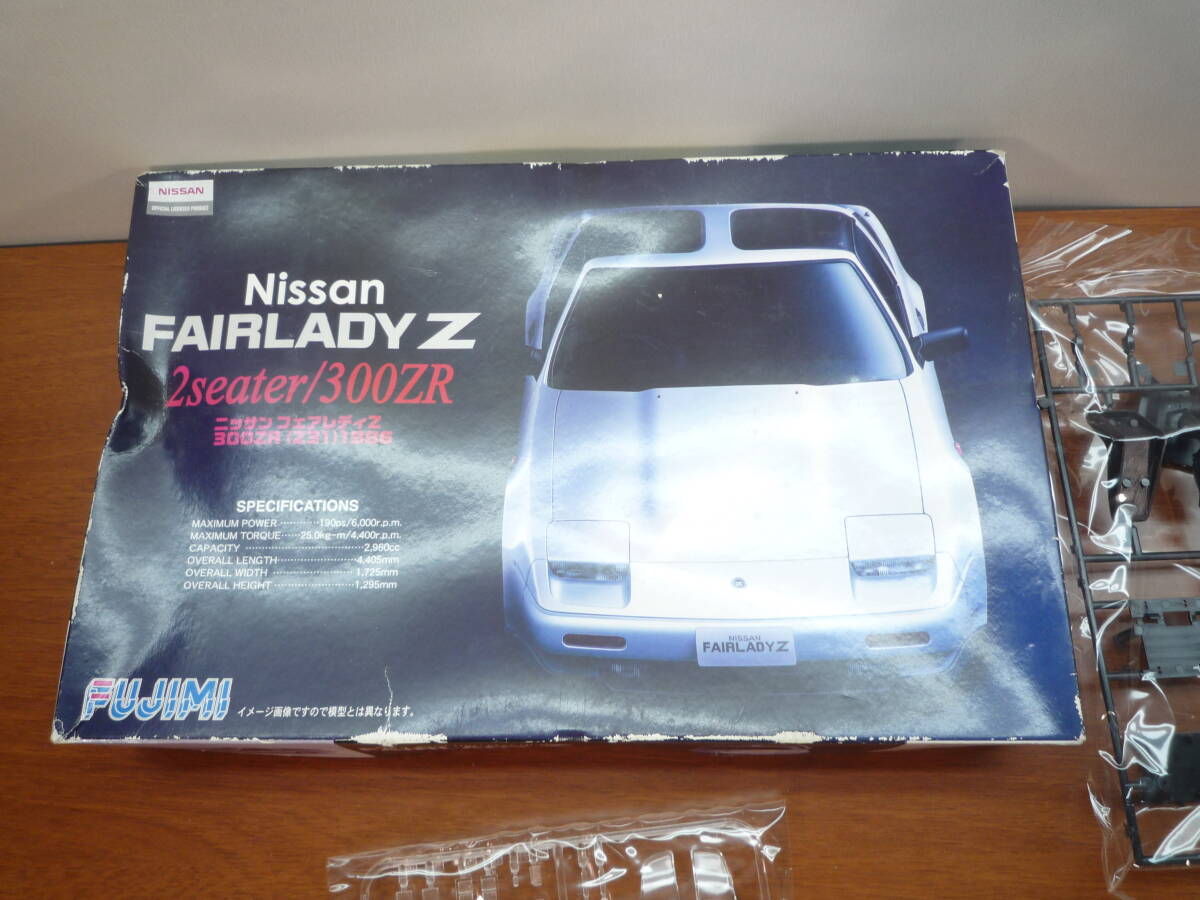 NISSAN
OFFICIAL LICENSED PRODUCT
Nissan
FAIRLADY Z
2seater/300ZR
ニッサン フェアレディZ
300ZR (Z31) 1986
SPECIFICATIONS
MAXIMUM POWER ············190ps/6,000r.p.m.
MAXIMUM TORQUE ······25.0kg-m/4,400r.p.m.
CAPACITY ·····································2,960cc
OVERALL LENGTH·························4,405mm
OVERALL WIDTH ·························1,725mm
OVERALL HEIGHT·························1,295mm
NISSAN
FAIRLADY Z
FUJIMI
イメージ画像ですので模型とは異なります。